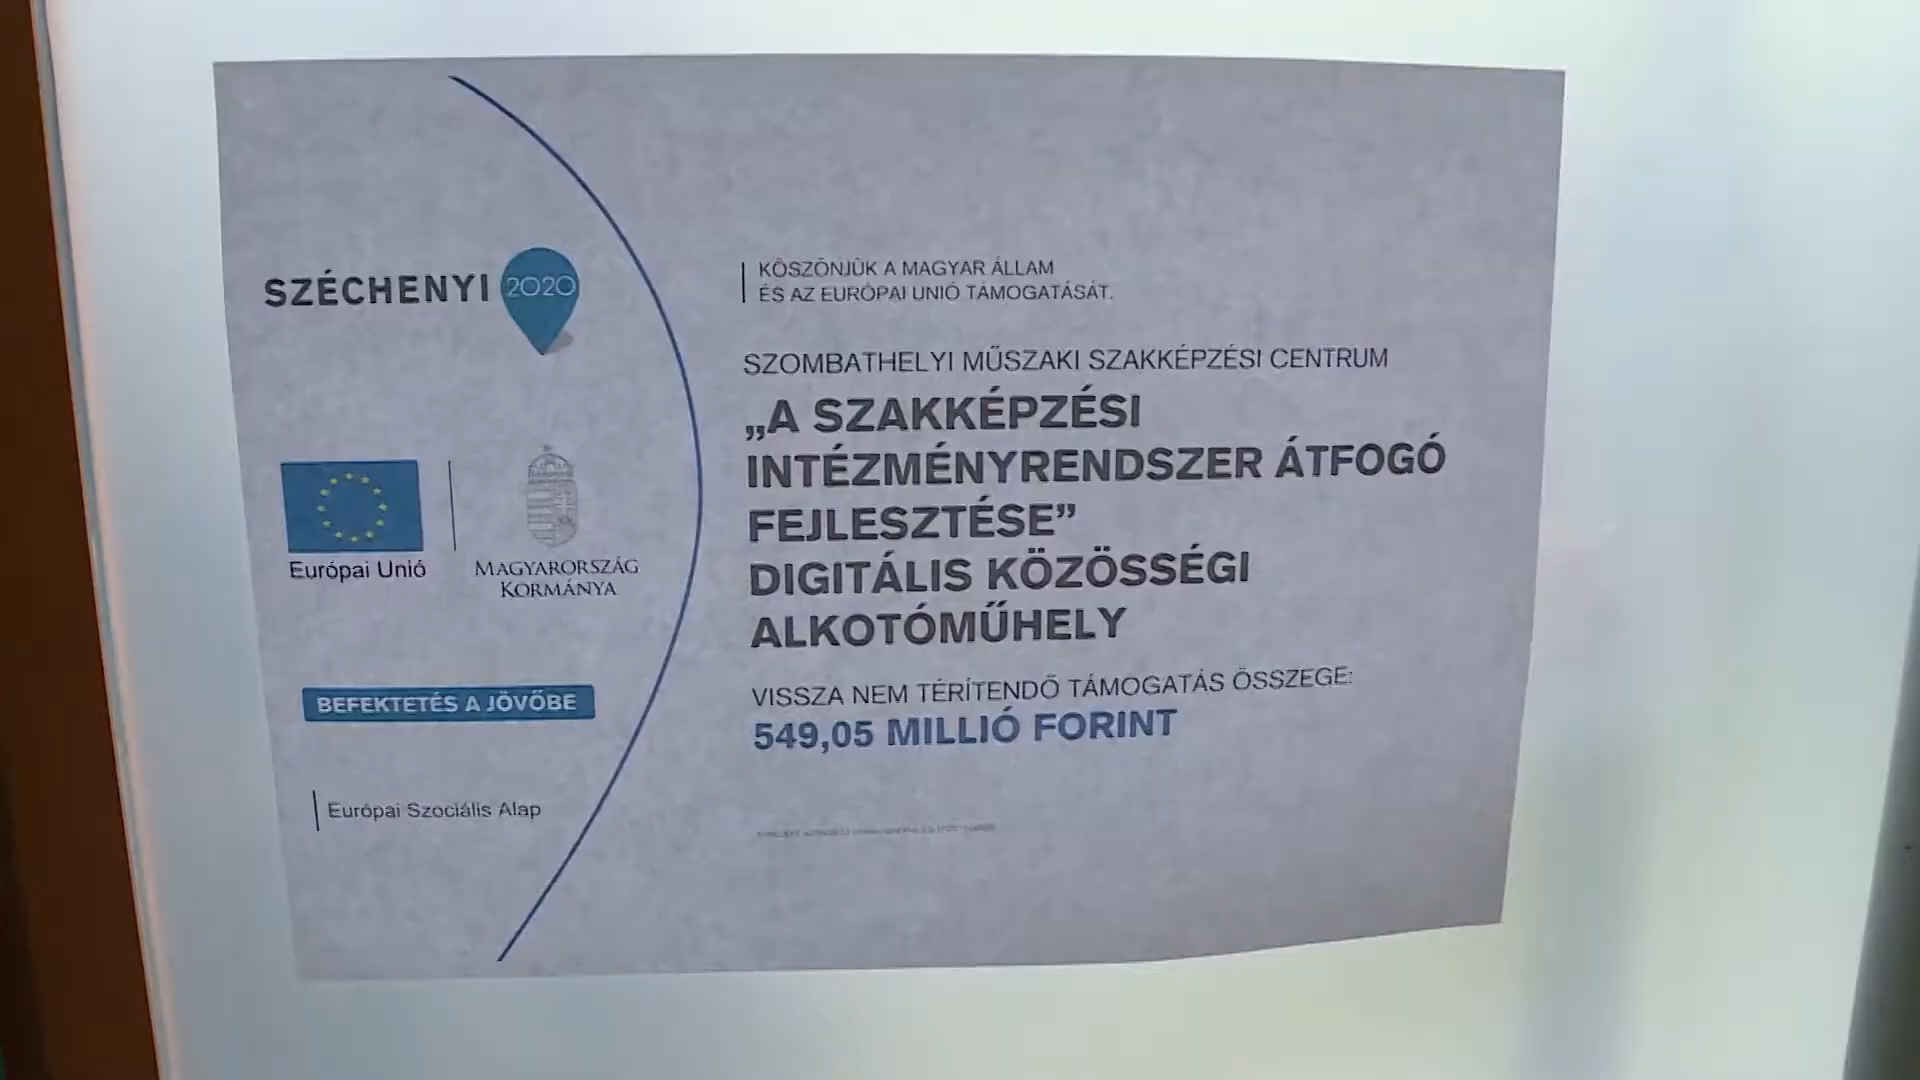 SZÉCHENYI 2020
Európai Unió
MAGYARORSZÁG
KORMÁNYA
BEFEKTETÉS A JÖVŐBE
Európai Szociális Alap
KÖSZÖNJÜK A MAGYAR ÁLLAM
ÉS AZ EURÓPAI UNIÓ TÁMOGATÁSÁT.
SZOMBATHELYI MŰSZAKI SZAKKÉPZÉSI CENTRUM
„A SZAKKÉPZÉSI
INTÉZMÉNYRENDSZER ÁTFOGÓ
FEJLESZTÉSE”
DIGITÁLIS KÖZÖSSÉGI
ALKOTÓMŰHELY
VISSZA NEM TÉRÍTENDŐ TÁMOGATÁS ÖSSZEGE:
549,05 MILLIÓ FORINT